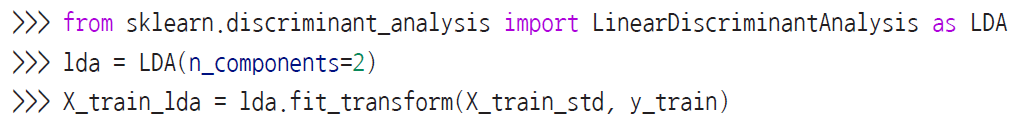 >>> from sklearn.discriminant_analysis import LinearDiscriminantAnalysis as LDA
>>> lda = LDA(n_components=2)
>>> X_train_lda = lda.fit_transform(X_train_std, y_train)